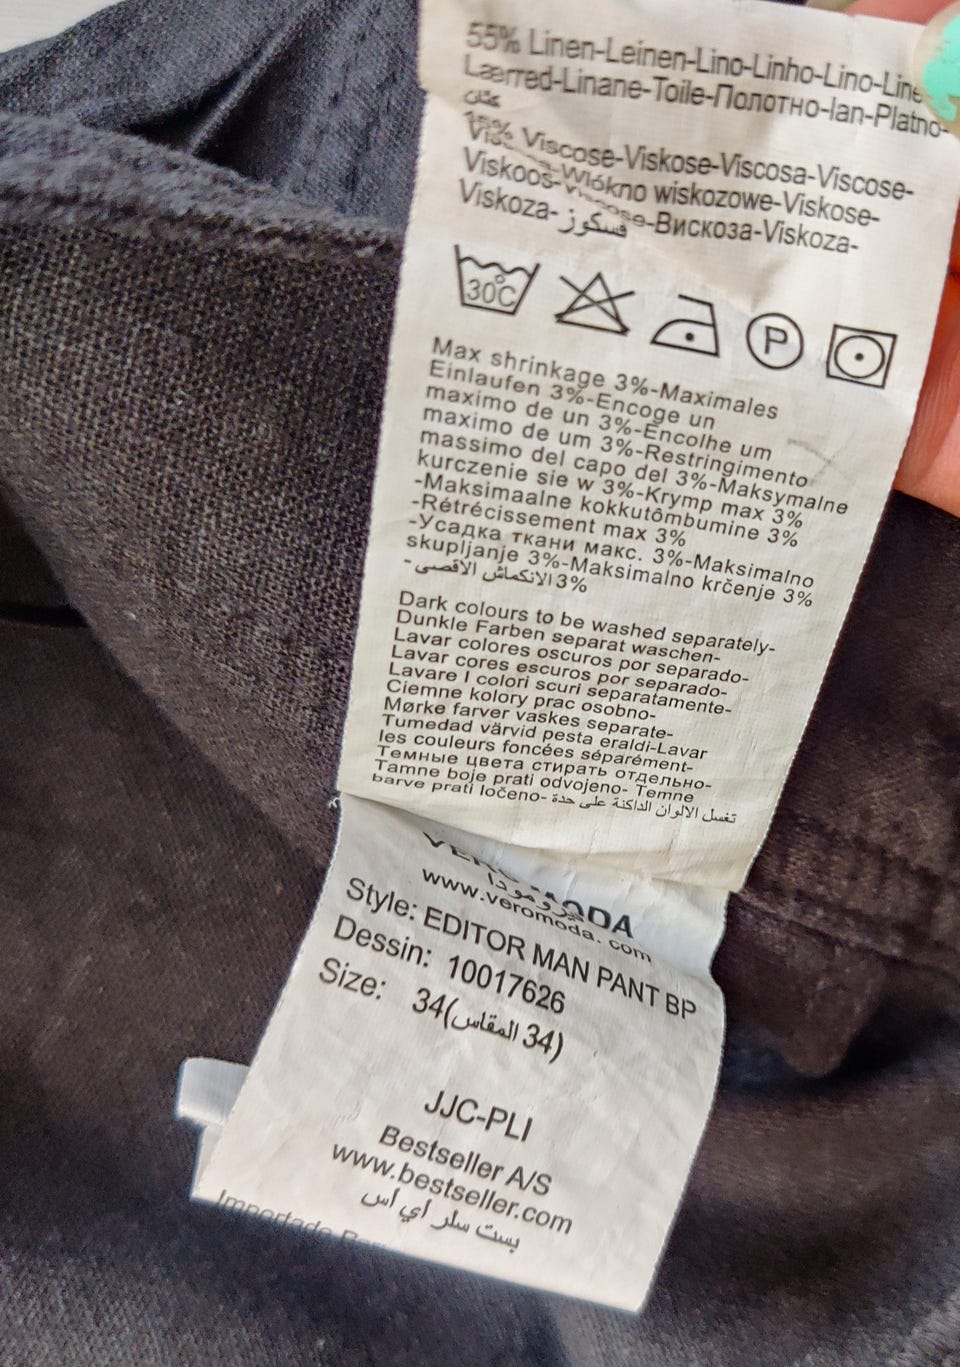 55% Linen-Leinen-Lino-Linho-Lino-
Lærred-Linane-Toile-Полотно-lan-Platno-
كتان
Viscose-Viskose-Viscosa-Viscose-
Viskoos-Wlókno wiskozowe-Viskose-
Viskoza-فسكوز -Вискоза-Viskoza-
30°C
P
Max shrinkage 3%-Maximales
Einlaufen 3%-Encoge un
maximo de un 3%-Encolhe um
maximo de um 3%-Restringimento
massimo del capo del 3%-Maksymalne
kurczenie sie w 3%-Krymp max 3%
-Maksimaalne kokkutõmbumine 3%
-Rétrécissement max 3%
-Усадка ткани макс. 3%-Maksimalno
skupljanje 3%-Maksimalno krčenje 3%
-الانكماش الأقصى 3%
Dark colours to be washed separately-
Dunkle Farben separat waschen-
Lavar colores oscuros por separado-
Lavar cores escuros por separado-
Lavare I colori scuri separatamente-
Ciemne kolory prac osobno-
Mørke farver vaskes separate-
Tumedad värvid pesta eraldi-Lavar
les couleurs foncées séparément-
Темные цвета стирать отдельно-
Tamne boje prati odvojeno- Temne
barve prati ločeno- تغسل الالوان الداكنة على حدة
www.veromoda.com
Style: EDITOR MAN PANT BP
Dessin: 10017626
Size: 34(المقاس 34)
JJC-PLI
Bestseller A/S
www.bestseller.com
بست سلر أي أس
Importado